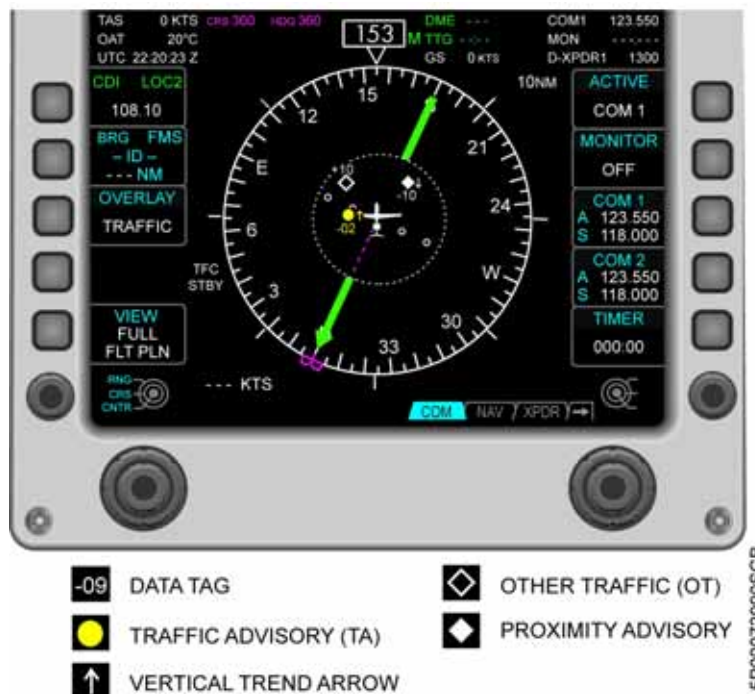 TAS 0 KTS CRS 360 HDG 360 153 DME --- COM1 123.550
OAT 20°C M TTG --:-- MON ------
UTC 22:20:23 Z GS 0 KTS D-XPDR1 1300
CDI LOC2
108.10
BRG FMS
– ID –
--- NM
OVERLAY
TRAFFIC
TFC
STBY
VIEW
FULL
FLT PLN
RNG
CRS
CNTR
--- KTS
10NM
12
15
21
24
W
30
33
3
6
E
+10
-10
-02
ACTIVE
COM 1
MONITOR
OFF
COM 1
A 123.550
S 118.000
COM 2
A 123.550
S 118.000
TIMER
000:00
COM NAV XPDR
-09 DATA TAG
TRAFFIC ADVISORY (TA)
VERTICAL TREND ARROW
OTHER TRAFFIC (OT)
PROXIMITY ADVISORY